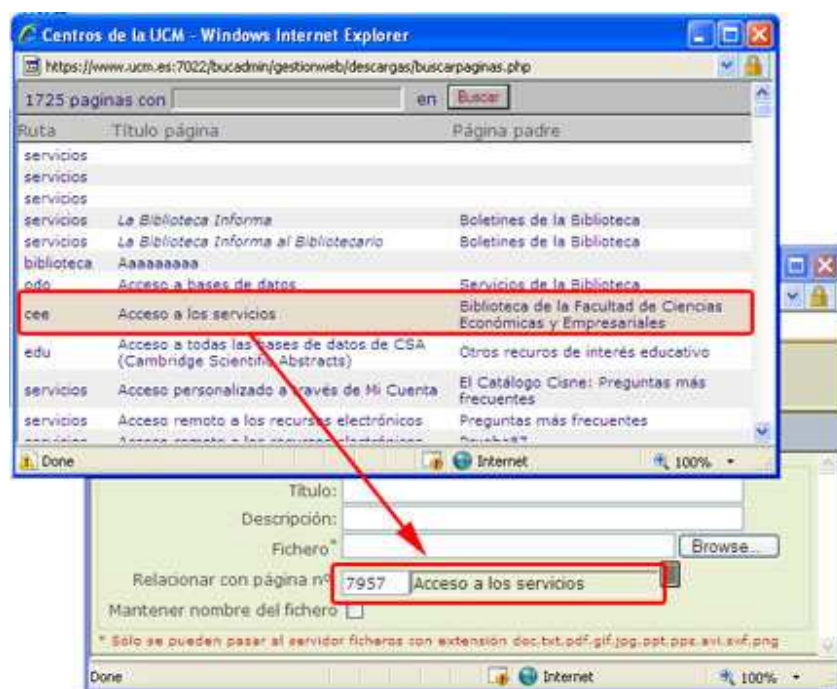 Centros de la UCM - Windows Internet Explorer
https://www.ucm.es:7022/bucadmin/gestionweb/descargas/buscarpaginas.php
1725 paginas con en Buscar
Ruta Título página Página padre
servicios
servicios
servicios
servicios La Biblioteca Informa Boletines de la Biblioteca
servicios La Biblioteca Informa al Bibliotecario Boletines de la Biblioteca
biblioteca Aaaaaaaaa
odo Acceso a bases de datos Servicios de la Biblioteca
cee Acceso a los servicios Biblioteca de la Facultad de Ciencias
Económicas y Empresariales
edu Acceso a todas las bases de datos de CSA
(Cambridge Scientific Abstracts) Otros recuros de interés educativo
servicios Acceso personalizado a través de Mi Cuenta El Catálogo Cisne: Preguntas más
frecuentes
servicios Acceso remoto a los recursos electrónicos Preguntas más frecuentes
servicios Acceso remoto a los recursos electrónicos
Done Internet 100%
Título:
Descripción:
Fichero* Browse...
Relacionar con página nº 7957 Acceso a los servicios
Mantener nombre del fichero
* Sólo se pueden pasar al servidor ficheros con extensión doc,txt,pdf,gif,jpg,ppt,pps,avi,swf,png
Done Internet 100%